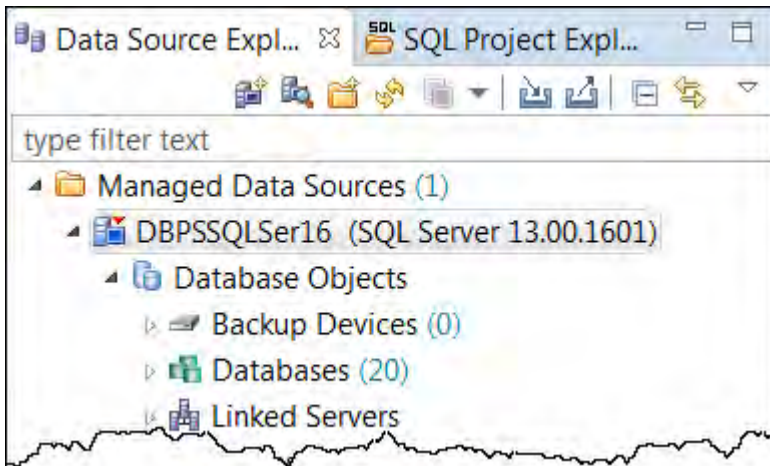 Data Source Expl... SQL Project Expl...
type filter text
Managed Data Sources (1)
DBPSSQLSer16 (SQL Server 13.00.1601)
Database Objects
Backup Devices (0)
Databases (20)
Linked Servers